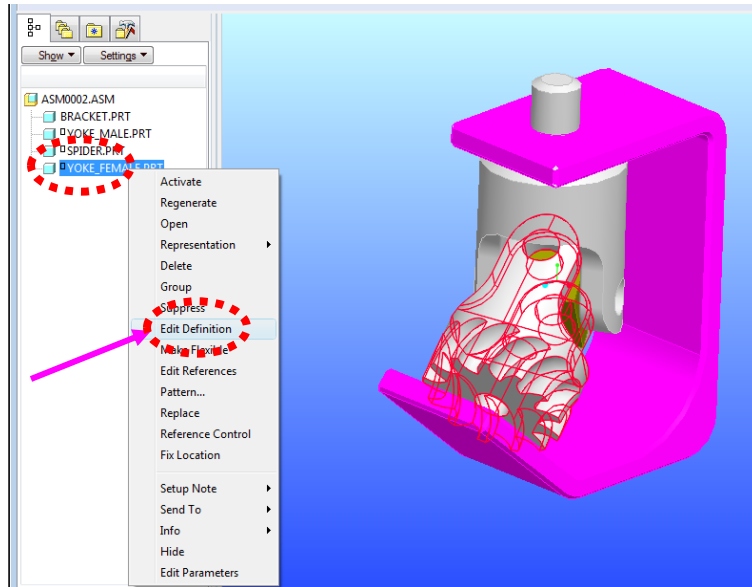 Show Settings
ASM0002.ASM
BRACKET.PRT
YOKE_MALE.PRT
SPIDER.PRT
YOKE_FEMALE.PRT
Activate
Regenerate
Open
Representation
Delete
Group
Suppress
Edit Definition
Make Flexible
Edit References
Pattern...
Replace
Reference Control
Fix Location
Setup Note
Send To
Info
Hide
Edit Parameters